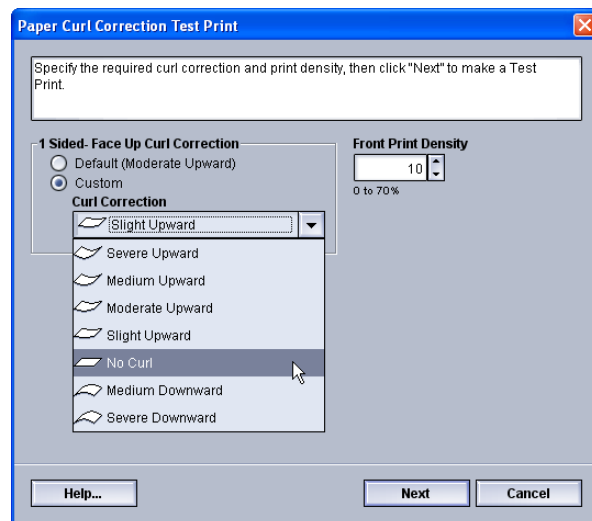 Paper Curl Correction Test Print
Specify the required curl correction and print density, then click "Next" to make a Test
Print.
1 Sided- Face Up Curl Correction
Default (Moderate Upward)
Custom
Curl Correction
Slight Upward
Severe Upward
Medium Upward
Moderate Upward
Slight Upward
No Curl
Medium Downward
Severe Downward
Front Print Density
10
0 to 70%
Help...
Next
Cancel